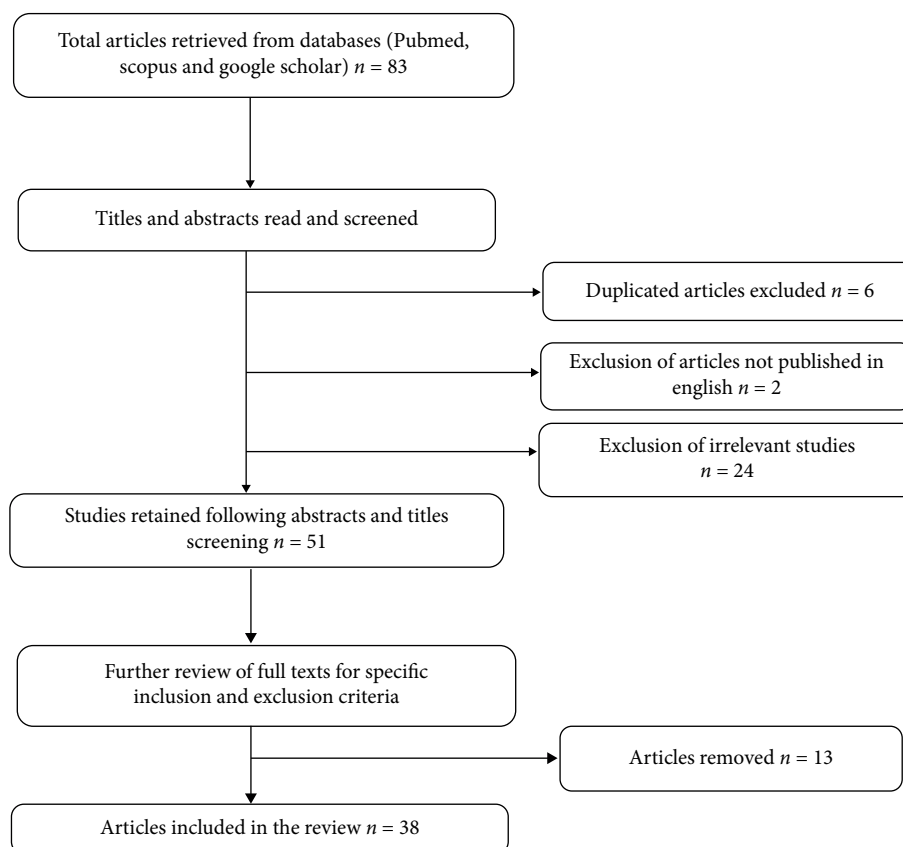 Total articles retrieved from databases (Pubmed,
scopus and google scholar) n = 83
Titles and abstracts read and screened
Duplicated articles excluded n = 6
Exclusion of articles not published in
english n = 2
Exclusion of irrelevant studies
n = 24
Studies retained following abstracts and titles
screening n = 51
Further review of full texts for specific
inclusion and exclusion criteria
Articles removed n = 13
Articles included in the review n = 38